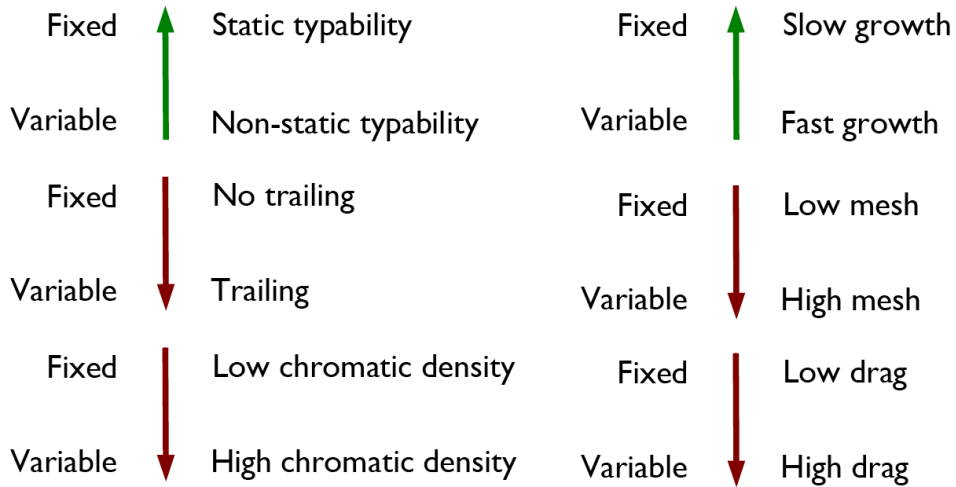 Fixed Static typability
Variable Non-static typability
Fixed No trailing
Variable Trailing
Fixed Low chromatic density
Variable High chromatic density
Fixed Slow growth
Variable Fast growth
Fixed Low mesh
Variable High mesh
Fixed Low drag
Variable High drag